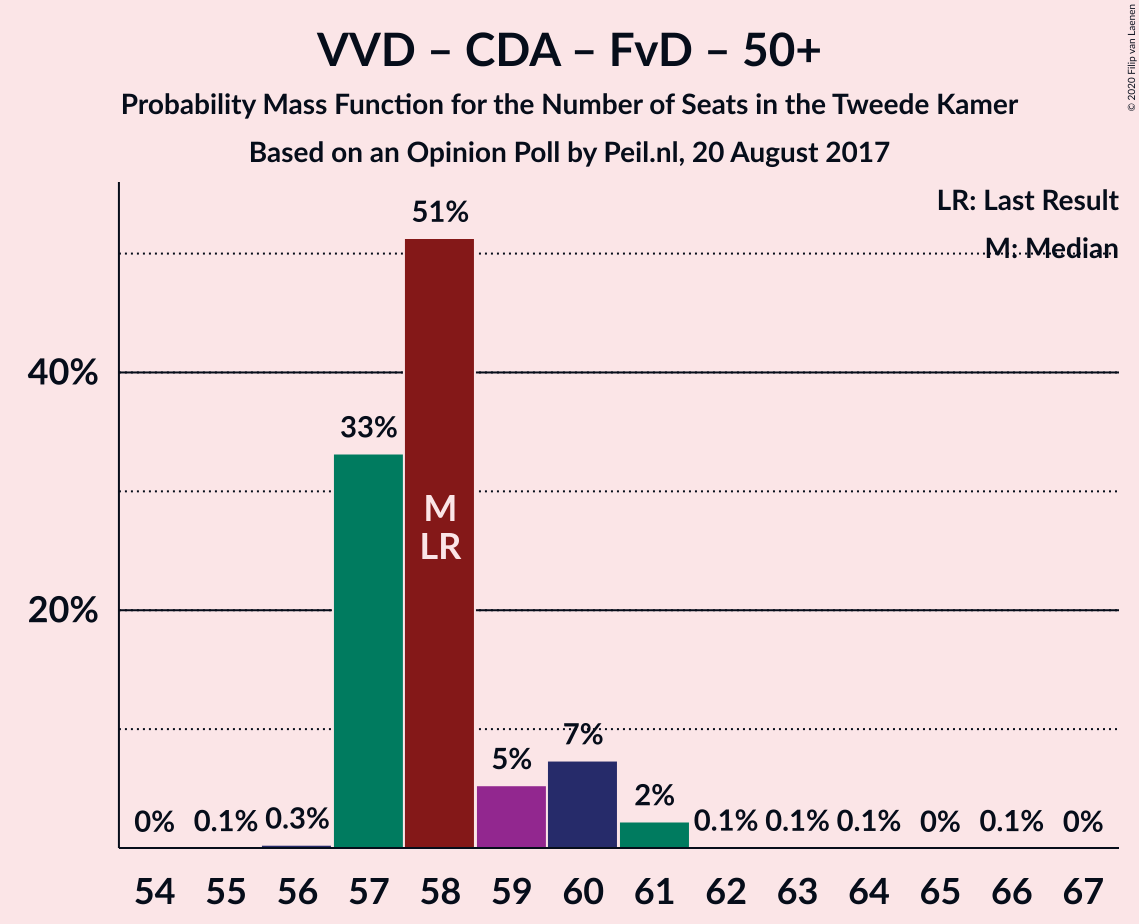 VVD – CDA – FvD – 50+
Probability Mass Function for the Number of Seats in the Tweede Kamer
Based on an Opinion Poll by Peil.nl, 20 August 2017
© 2020 Filip van Laenen
LR: Last Result
M: Median
40%
20%
0%
0.1%
0.3%
33%
51%
M
LR
5%
7%
2%
0.1%
0.1%
0.1%
0%
0.1%
0%
54 55 56 57 58 59 60 61 62 63 64 65 66 67